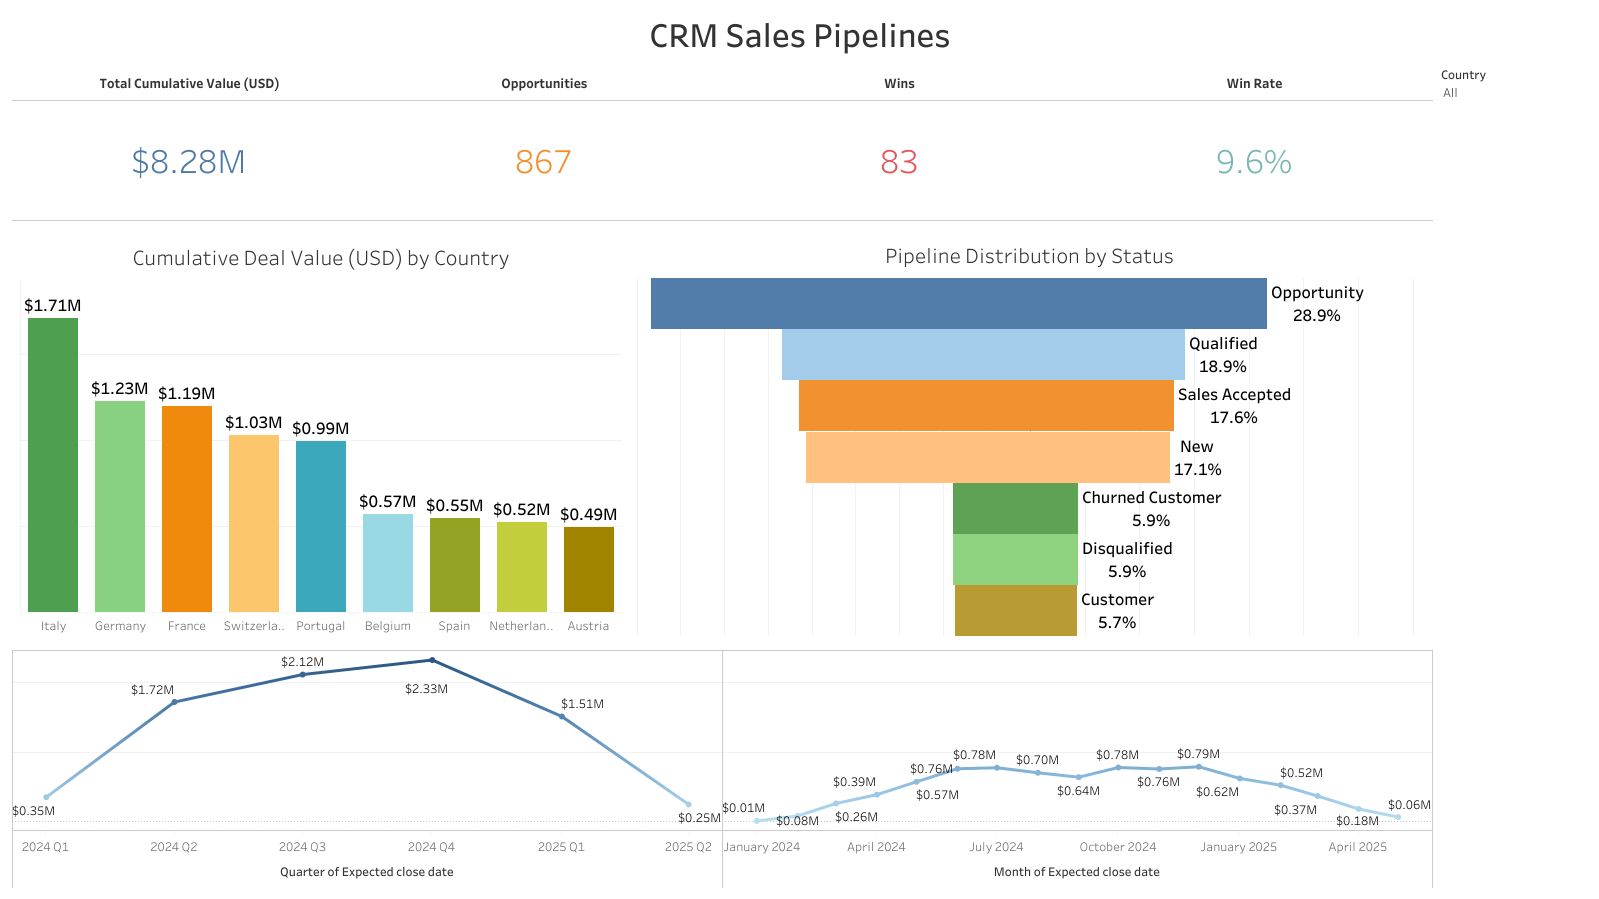 CRM Sales Pipelines
Total Cumulative Value (USD)
Opportunities
Wins
Win Rate
Country
All
$8.28M
867
83
9.6%
Cumulative Deal Value (USD) by Country
$1.71M
$1.23M
$1.19M
$1.03M
$0.99M
$0.57M
$0.55M
$0.52M
$0.49M
Italy
Germany
France
Switzerla..
Portugal
Belgium
Spain
Netherlan..
Austria
Pipeline Distribution by Status
Opportunity
28.9%
Qualified
18.9%
Sales Accepted
17.6%
New
17.1%
Churned Customer
5.9%
Disqualified
5.9%
Customer
5.7%
$0.35M
$1.72M
$2.12M
$2.33M
$1.51M
$0.25M
2024 Q1
2024 Q2
2024 Q3
2024 Q4
2025 Q1
2025 Q2
Quarter of Expected close date
$0.01M
$0.08M
$0.26M
$0.39M
$0.57M
$0.76M
$0.78M
$0.70M
$0.64M
$0.78M
$0.76M
$0.79M
$0.62M
$0.52M
$0.37M
$0.18M
$0.06M
January 2024
April 2024
July 2024
October 2024
January 2025
April 2025
Month of Expected close date